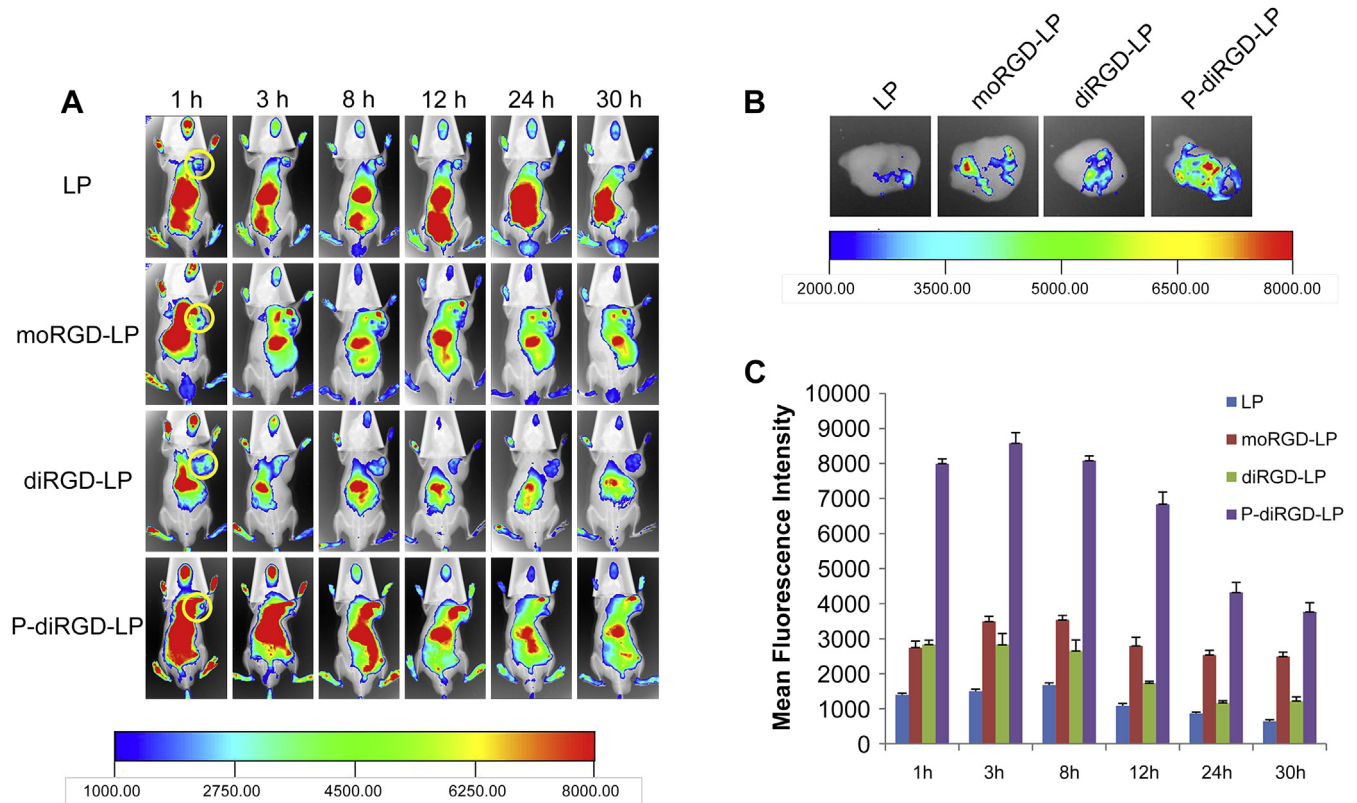 A
1 h 3 h 8 h 12 h 24 h 30 h
LP
moRGD-LP
diRGD-LP
P-diRGD-LP
1000.00 2750.00 4500.00 6250.00 8000.00
B
LP moRGD-LP diRGD-LP P-diRGD-LP
2000.00 3500.00 5000.00 6500.00 8000.00
C
Mean Fluorescence Intensity
10000
9000
8000
7000
6000
5000
4000
3000
2000
1000
0
1h 3h 8h 12h 24h 30h
LP
moRGD-LP
diRGD-LP
P-diRGD-LP